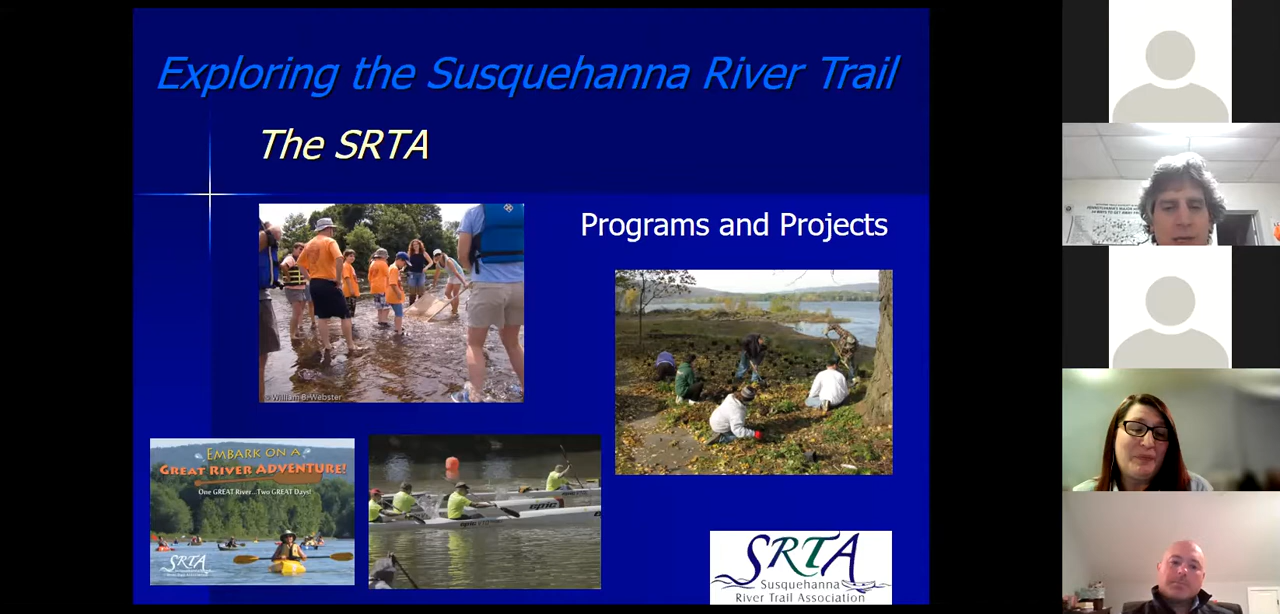 Exploring the Susquehanna River Trail
The SRTA
Programs and Projects
© William B. Webster
EMBARK ON A
GREAT RIVER ADVENTURE!
One GREAT River...Two GREAT Days!
SRTA
epic
SRTA
Susquehanna
River Trail Association